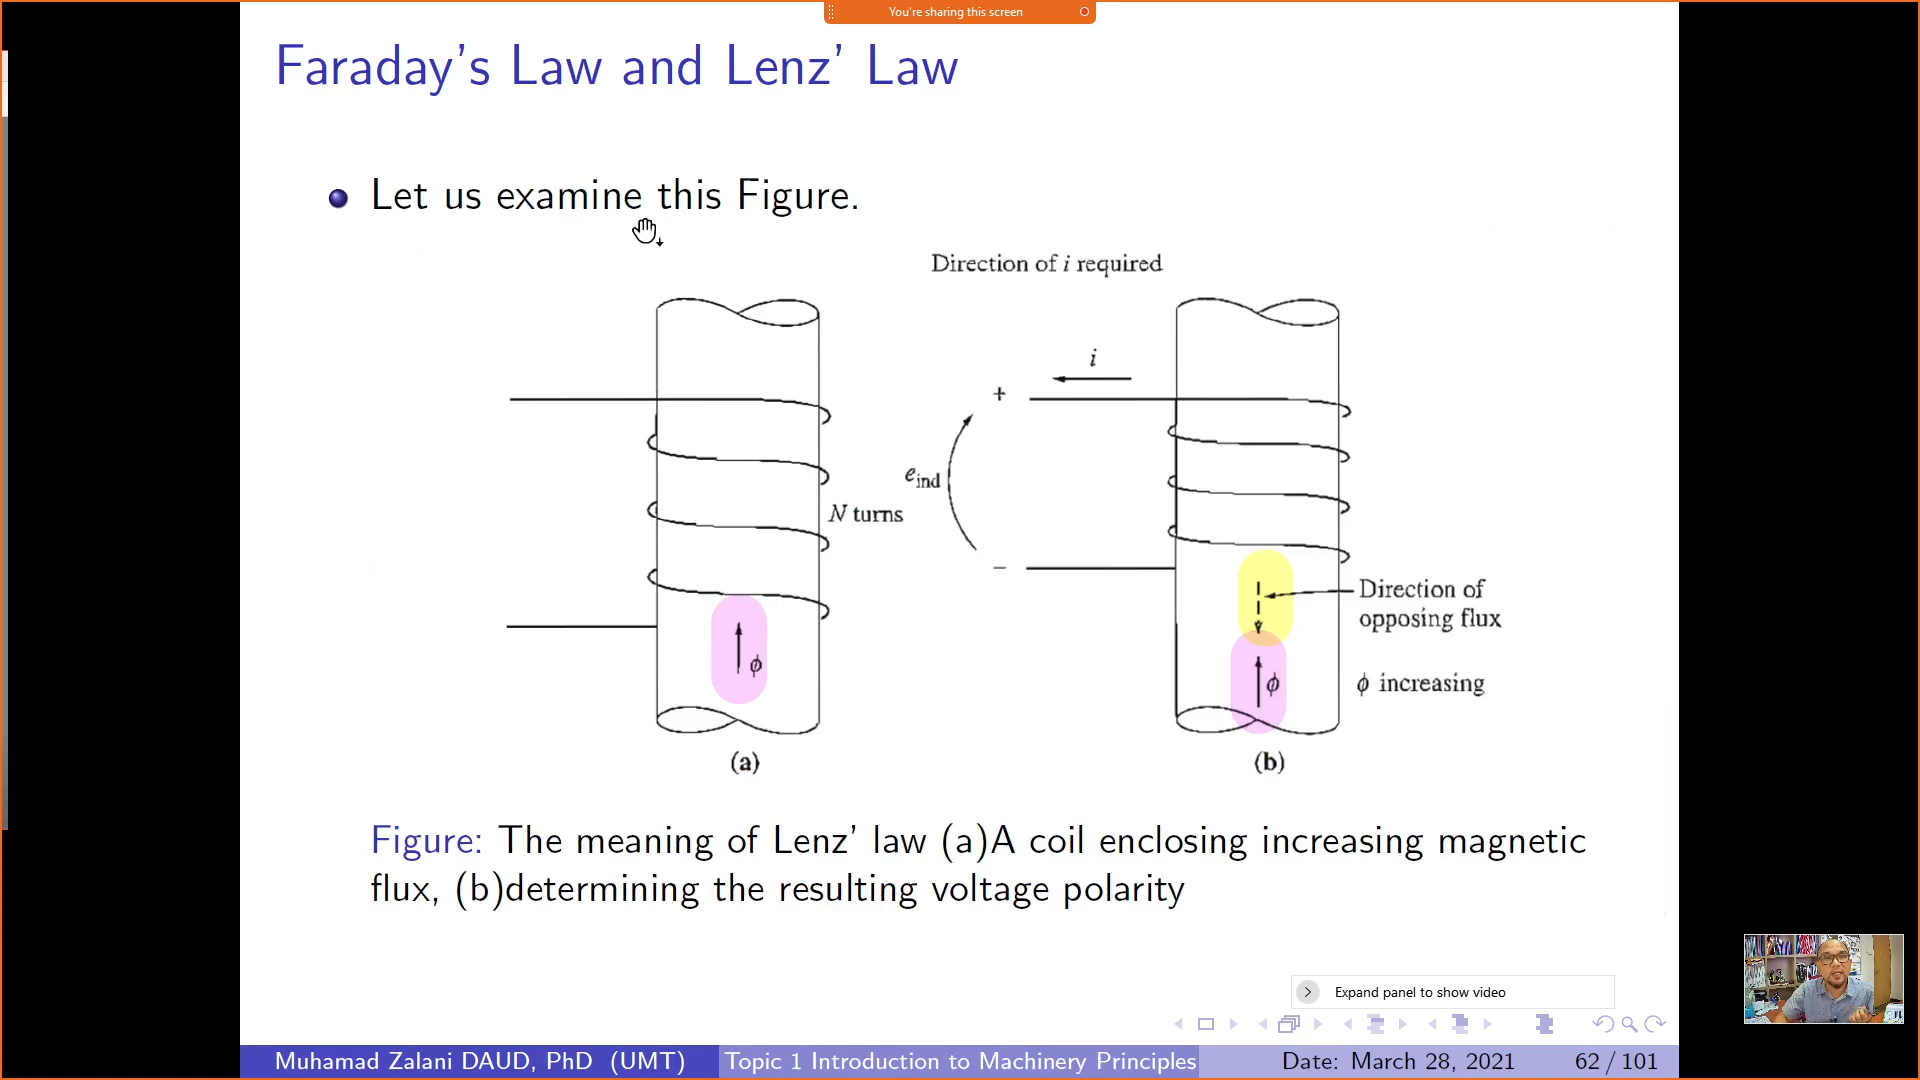 You're sharing this screen
Faraday's Law and Lenz' Law
Let us examine this Figure.
Direction of i required
i
+
e_ind
N turns
–
Direction of
opposing flux
ϕ
ϕ
ϕ increasing
(a)
(b)
Figure: The meaning of Lenz' law (a)A coil enclosing increasing magnetic
flux, (b)determining the resulting voltage polarity
Expand panel to show video
Muhamad Zalani DAUD, PhD (UMT)
Topic 1 Introduction to Machinery Principles
Date: March 28, 2021
62 / 101